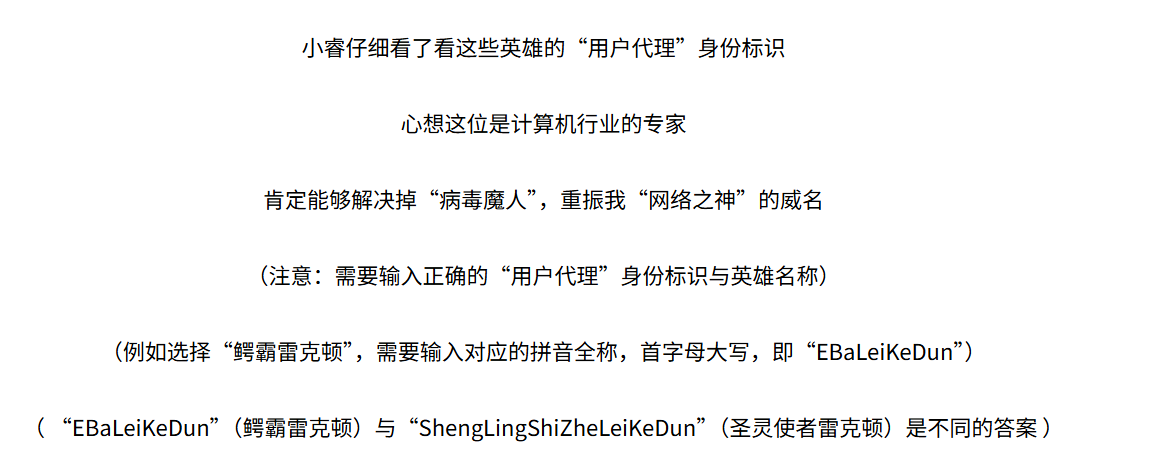 小睿仔细看了看这些英雄的“用户代理”身份标识
心想这位是计算机行业的专家
肯定能够解决掉“病毒魔人”，重振我“网络之神”的威名
（注意：需要输入正确的“用户代理”身份标识与英雄名称）
（例如选择“鳄霸雷克顿”，需要输入对应的拼音全称，首字母大写，即“EBaLeiKeDun”）
（ “EBaLeiKeDun”（鳄霸雷克顿）与“ShengLingShiZheLeiKeDun”（圣灵使者雷克顿）是不同的答案 ）